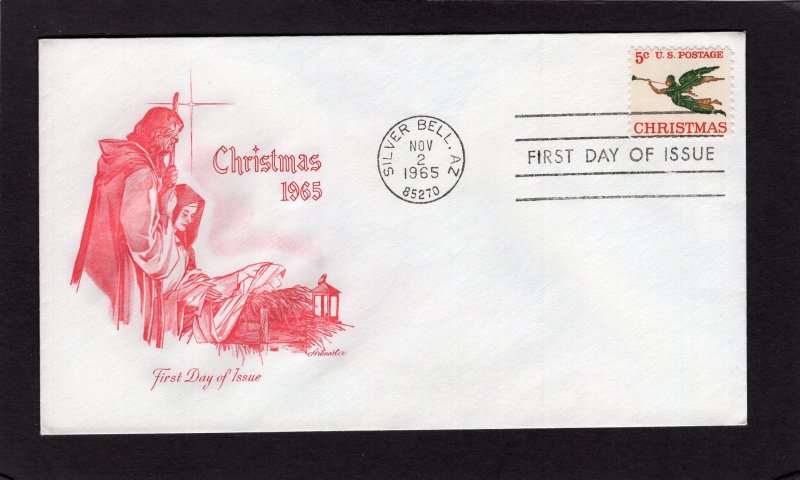 5c U.S. POSTAGE
CHRISTMAS
SILVER BELL, AZ
NOV
2
1965
85270
FIRST DAY OF ISSUE
Christmas
1965
Artmaster
First Day of Issue